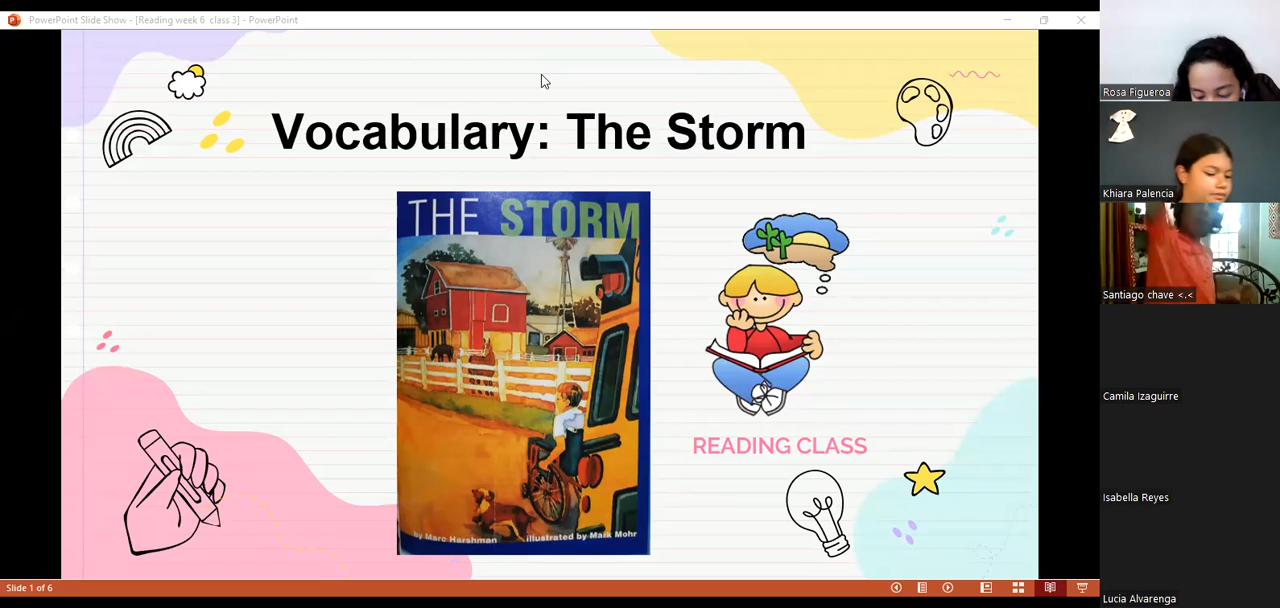 PowerPoint Slide Show - [Reading week 6 class 3] - PowerPoint
Vocabulary: The Storm
THE STORM
by Marc Harshman illustrated by Mark Mohr
READING CLASS
Slide 1 of 6
Rosa Figueroa
Khiara Palencia
Santiago chave <.<
Camila Izaguirre
Isabella Reyes
Lucia Alvarenga